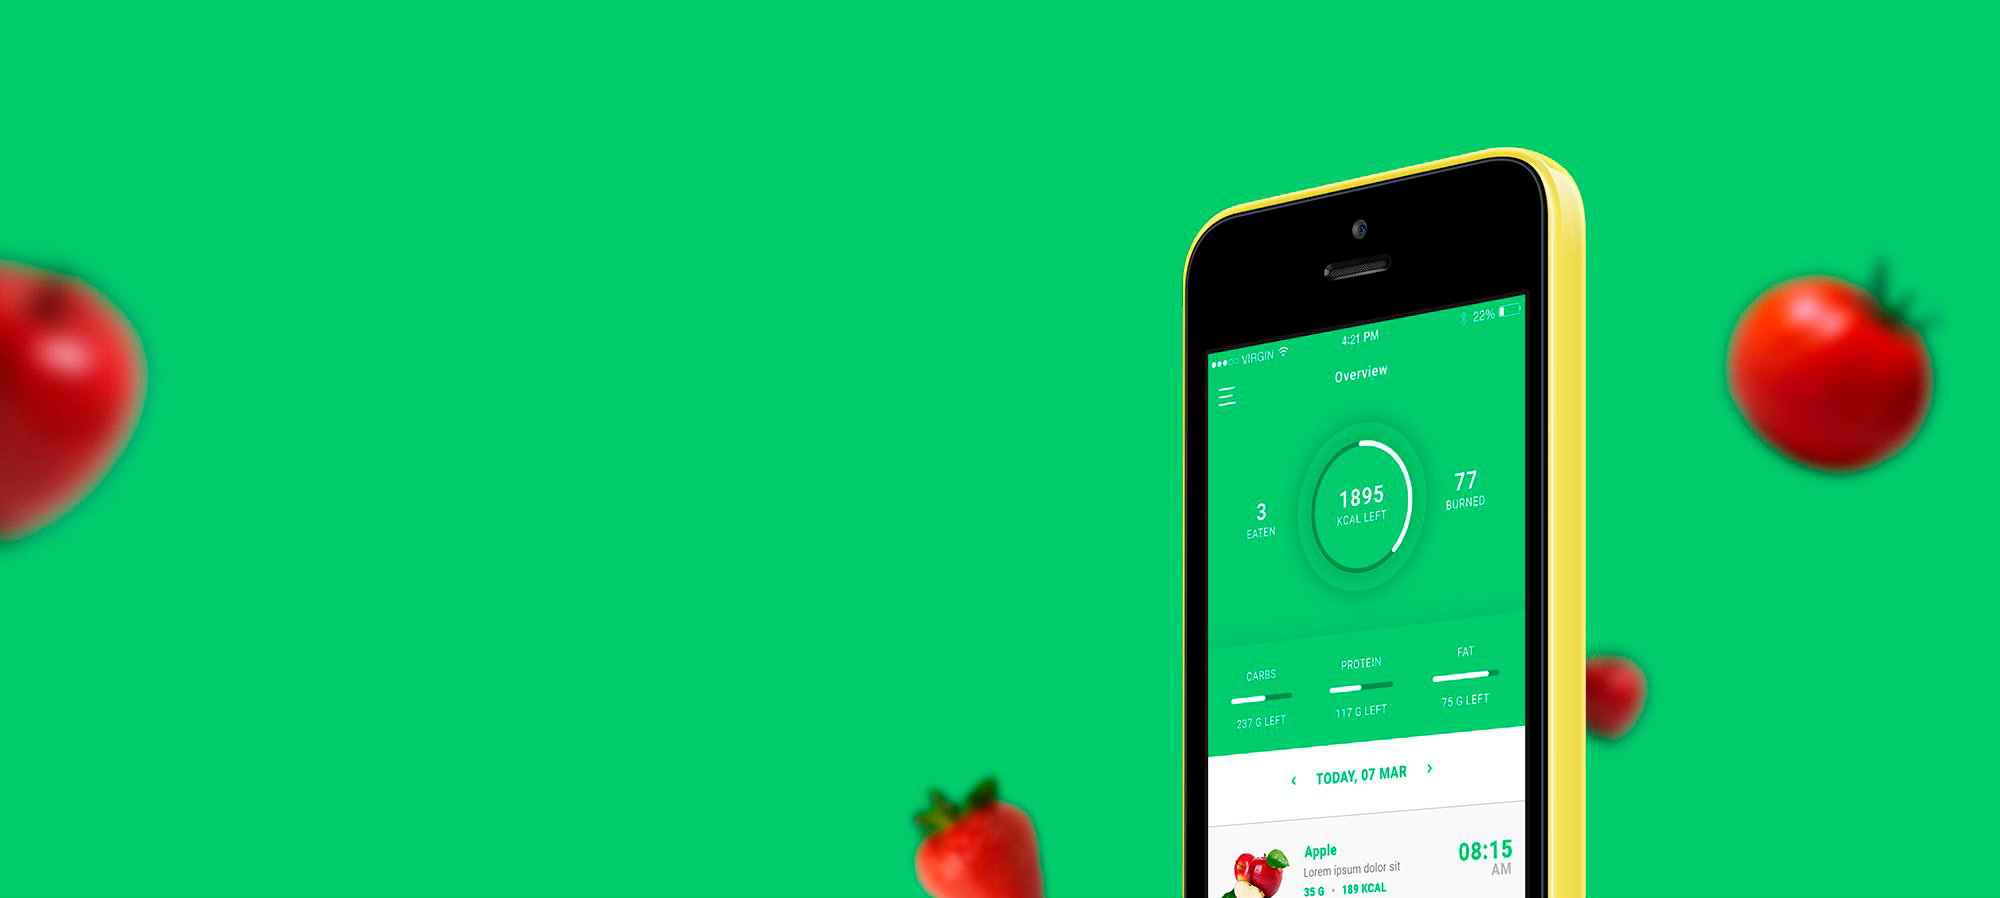 VIRGIN 4:21 PM 22%
Overview
3
EATEN
1895
KCAL LEFT
77
BURNED
CARBS
237 G LEFT
PROTEIN
117 G LEFT
FAT
75 G LEFT
‹ TODAY, 07 MAR ›
Apple
Lorem ipsum dolor sit
35 G • 189 KCAL
08:15
AM